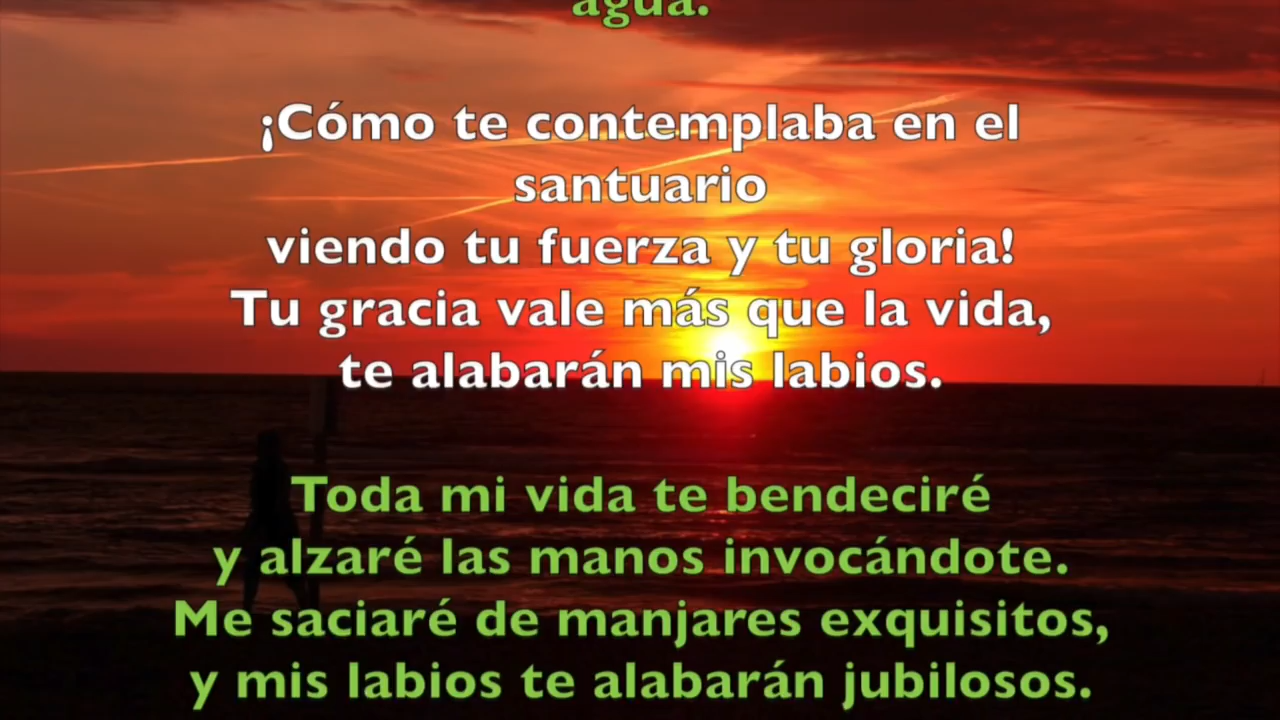 agua.
¡Cómo te contemplaba en el
santuario
viendo tu fuerza y tu gloria!
Tu gracia vale más que la vida,
te alabarán mis labios.
Toda mi vida te bendeciré
y alzaré las manos invocándote.
Me saciaré de manjares exquisitos,
y mis labios te alabarán jubilosos.